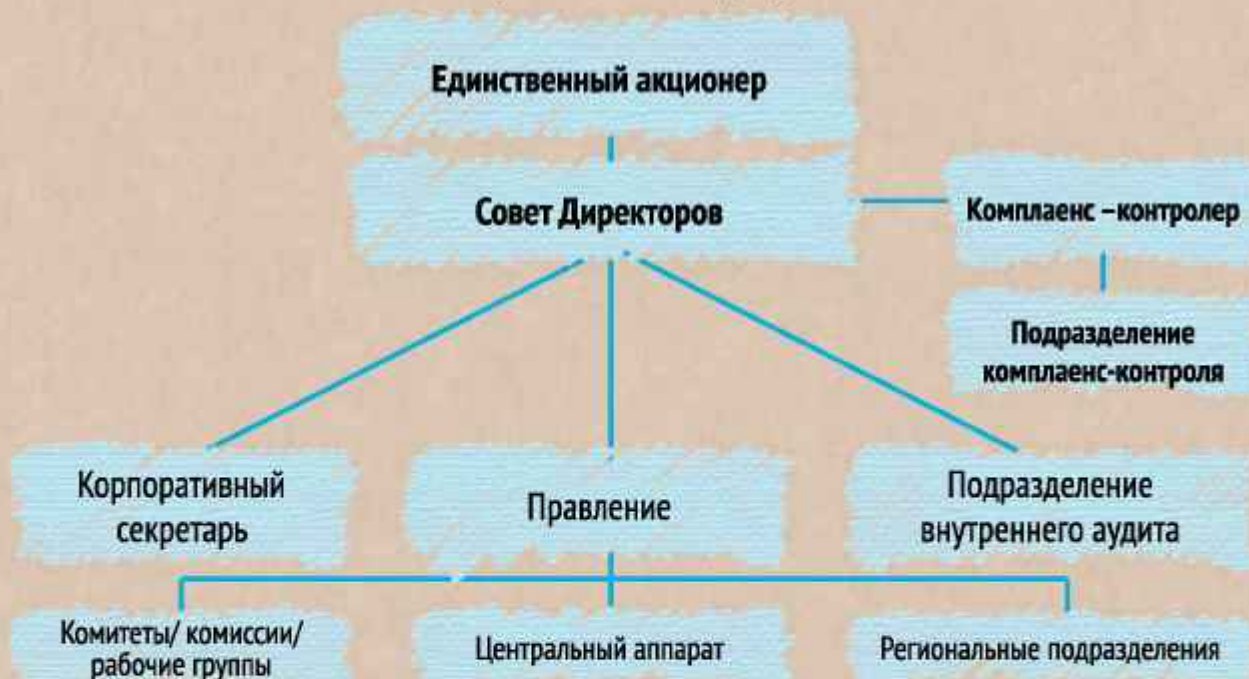 Единственный акционер
Совет Директоров
Комплаенс –контролер
Подразделение
комплаенс-контроля
Корпоративный
секретарь
Правление
Подразделение
внутреннего аудита
Комитеты/ комиссии/
рабочие группы
Центральный аппарат
Региональные подразделения